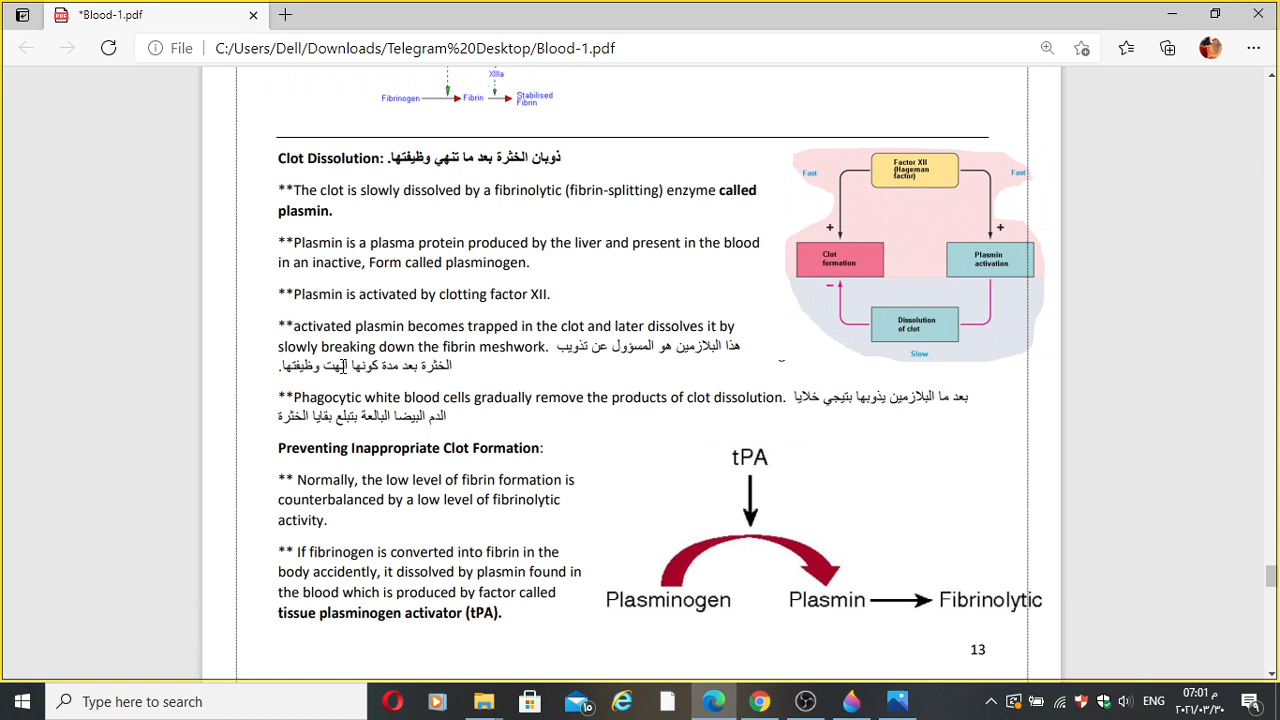 *Blood-1.pdf
File C:/Users/Dell/Downloads/Telegram%20Desktop/Blood-1.pdf
XIIIa
Fibrinogen Fibrin Stabilised
Fibrin
Clot Dissolution: ذوبان الخثرة بعد ما تنهي وظيفتها.
**The clot is slowly dissolved by a fibrinolytic (fibrin-splitting) enzyme called
plasmin.
**Plasmin is a plasma protein produced by the liver and present in the blood
in an inactive, Form called plasminogen.
**Plasmin is activated by clotting factor XII.
**activated plasmin becomes trapped in the clot and later dissolves it by
slowly breaking down the fibrin meshwork. هذا البلازمين هو المسؤول عن تذويب
الخثرة بعد مدة كونها انهت وظيفتها.
**Phagocytic white blood cells gradually remove the products of clot dissolution. بعد ما البلازمين يذوبها بتيجي خلايا
الدم البيضا البالعة بتبلع بقايا الخثرة
Factor XII
(Hageman
factor)
Fast
Fast
+
+
Clot
formation
Plasmin
activation
–
Dissolution
of clot
Slow
Preventing Inappropriate Clot Formation:
** Normally, the low level of fibrin formation is
counterbalanced by a low level of fibrinolytic
activity.
** If fibrinogen is converted into fibrin in the
body accidently, it dissolved by plasmin found in
the blood which is produced by factor called
tissue plasminogen activator (tPA).
tPA
Plasminogen Plasmin Fibrinolytic
13
Type here to search
ENG
07:01 م
٢٠٢١/٠٣/٣٠